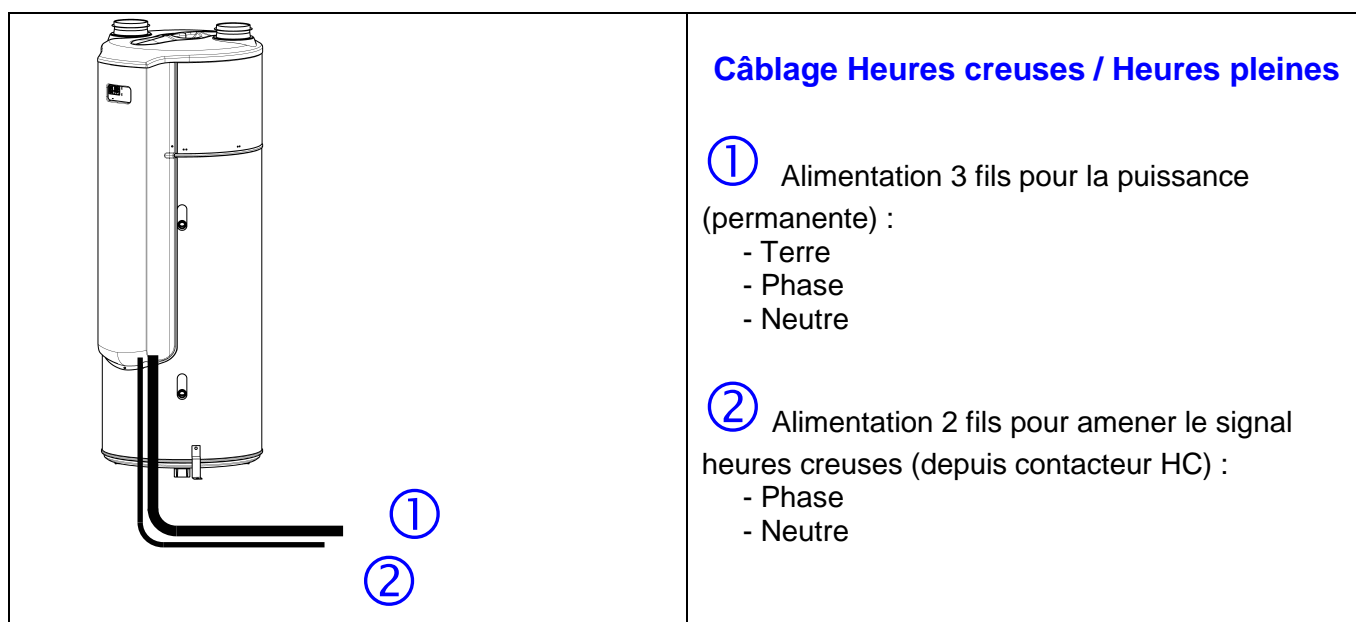 Câblage Heures creuses / Heures pleines
① Alimentation 3 fils pour la puissance
(permanente) :
- Terre
- Phase
- Neutre
② Alimentation 2 fils pour amener le signal
heures creuses (depuis contacteur HC) :
- Phase
- Neutre
①
②